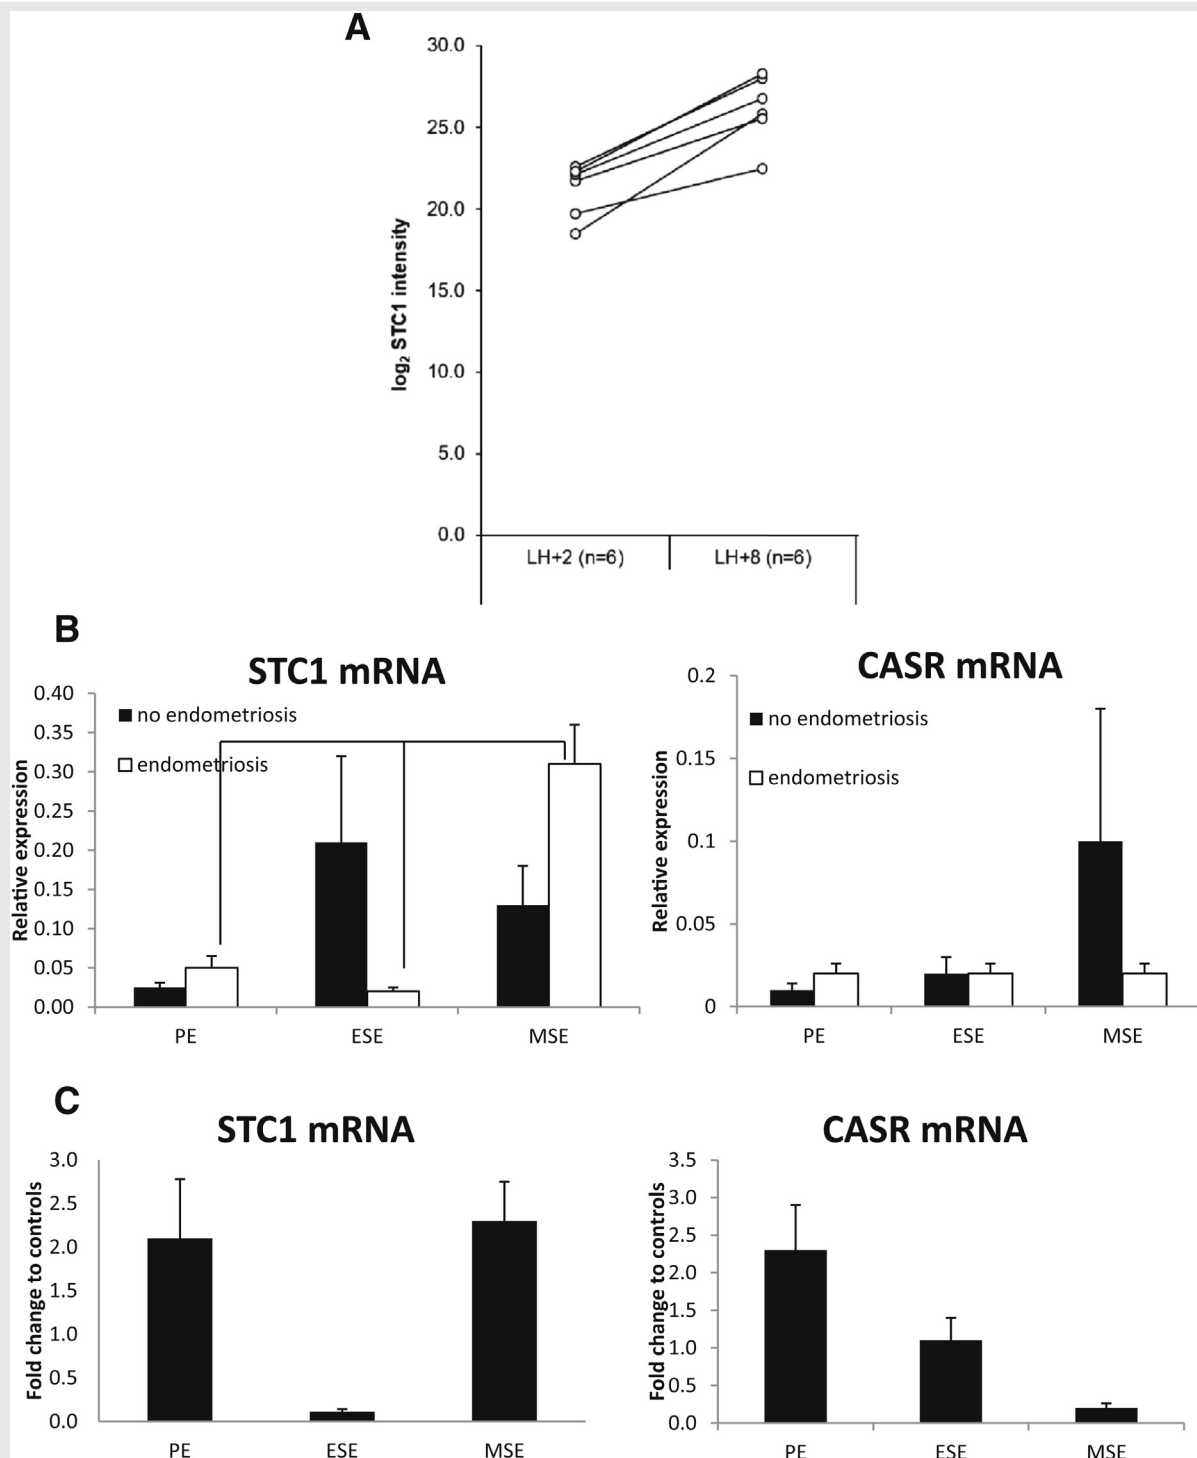 A
30.0
25.0
20.0
15.0
10.0
5.0
0.0
log2 STC1 intensity
LH+2 (n=6)
LH+8 (n=6)
B
STC1 mRNA
0.40
0.35
0.30
0.25
0.20
0.15
0.10
0.05
0.00
Relative expression
no endometriosis
endometriosis
PE
ESE
MSE
CASR mRNA
0.2
0.15
0.1
0.05
0
Relative expression
no endometriosis
endometriosis
PE
ESE
MSE
C
STC1 mRNA
3.0
2.5
2.0
1.5
1.0
0.5
0.0
Fold change to controls
PE
ESE
MSE
CASR mRNA
3.5
3.0
2.5
2.0
1.5
1.0
0.5
0.0
Fold change to controls
PE
ESE
MSE